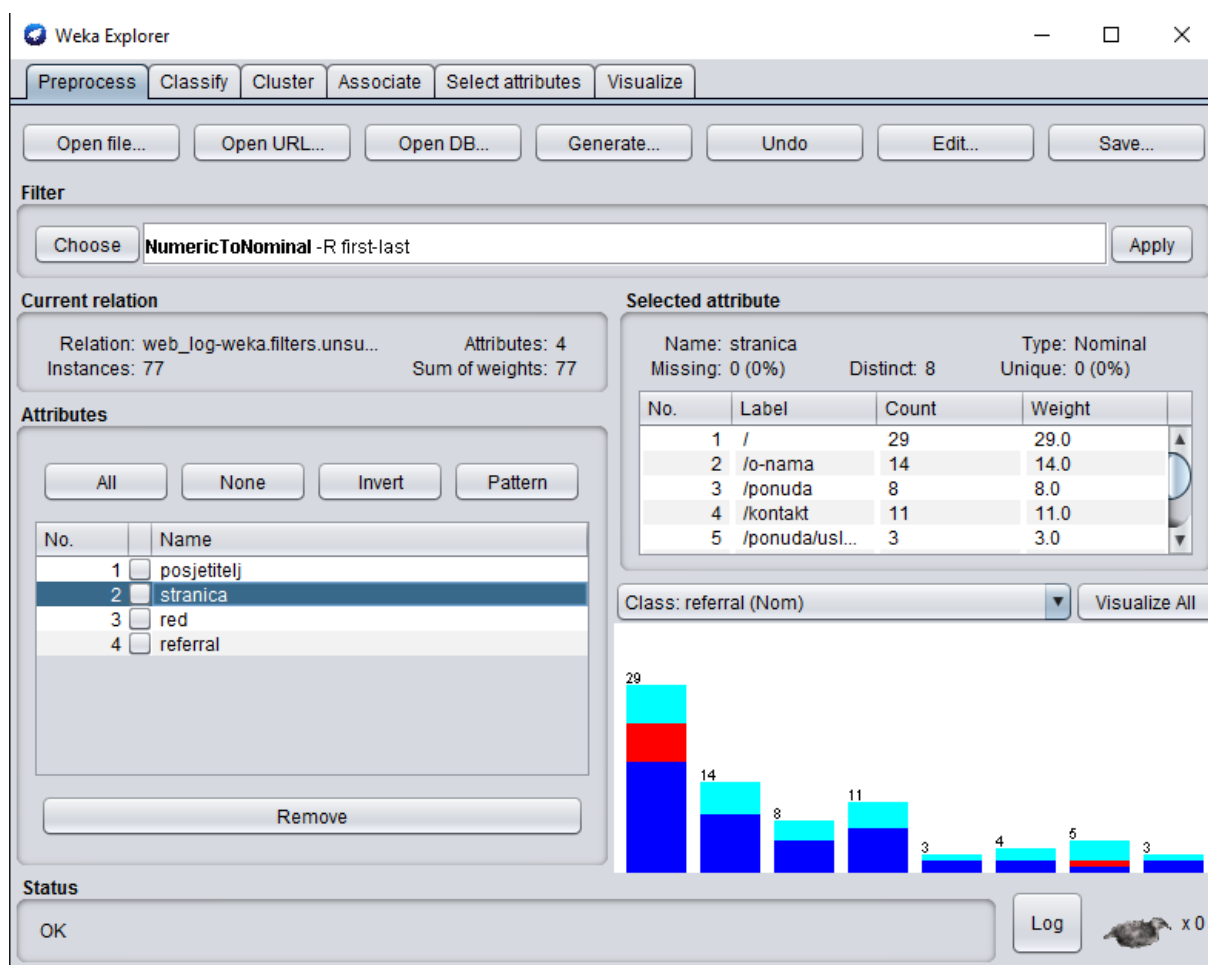 Weka Explorer
Preprocess Classify Cluster Associate Select attributes Visualize
Open file... Open URL... Open DB... Generate... Undo Edit... Save...
Filter
Choose NumericToNominal -R first-last Apply
Current relation
Relation: web_log-weka.filters.unsu... Attributes: 4
Instances: 77 Sum of weights: 77
Attributes
All None Invert Pattern
No. Name
1 posjetitelj
2 stranica
3 red
4 referral
Remove
Selected attribute
Name: stranica Type: Nominal
Missing: 0 (0%) Distinct: 8 Unique: 0 (0%)
No. Label Count Weight
1 / 29 29.0
2 /o-nama 14 14.0
3 /ponuda 8 8.0
4 /kontakt 11 11.0
5 /ponuda/usl... 3 3.0
Class: referral (Nom) Visualize All
29
14
8
11
3
4
5
3
Status
OK
Log x 0